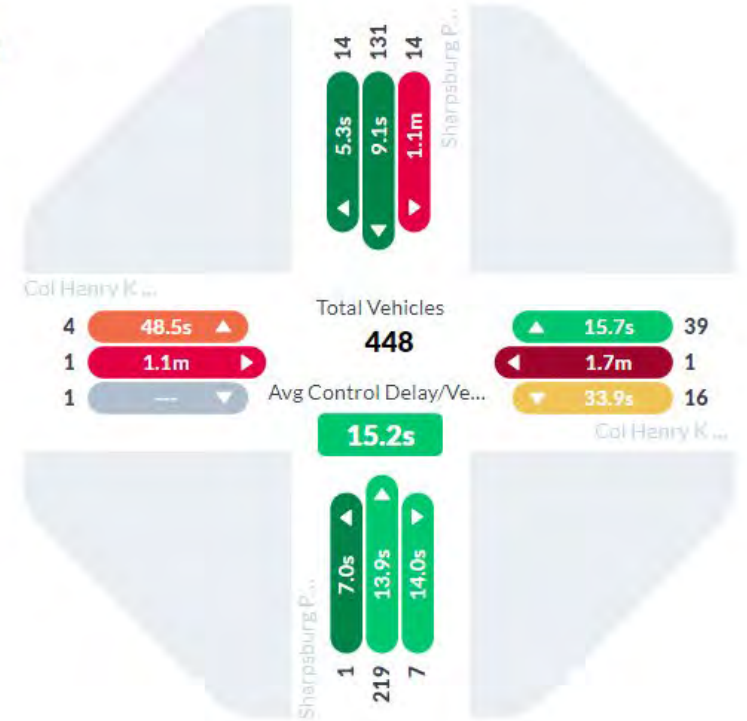 14 131 14
5.3s 9.1s 1.1m
Sharpsburg P...
Col Henry K ...
Total Vehicles
448
4 48.5s
1 1.1m
1 ---
15.7s 39
1.7m 1
33.9s 16
Avg Control Delay/Ve...
15.2s
Col Henry K ...
7.0s 13.9s 14.0s
Sharpsburg P...
1 219 7